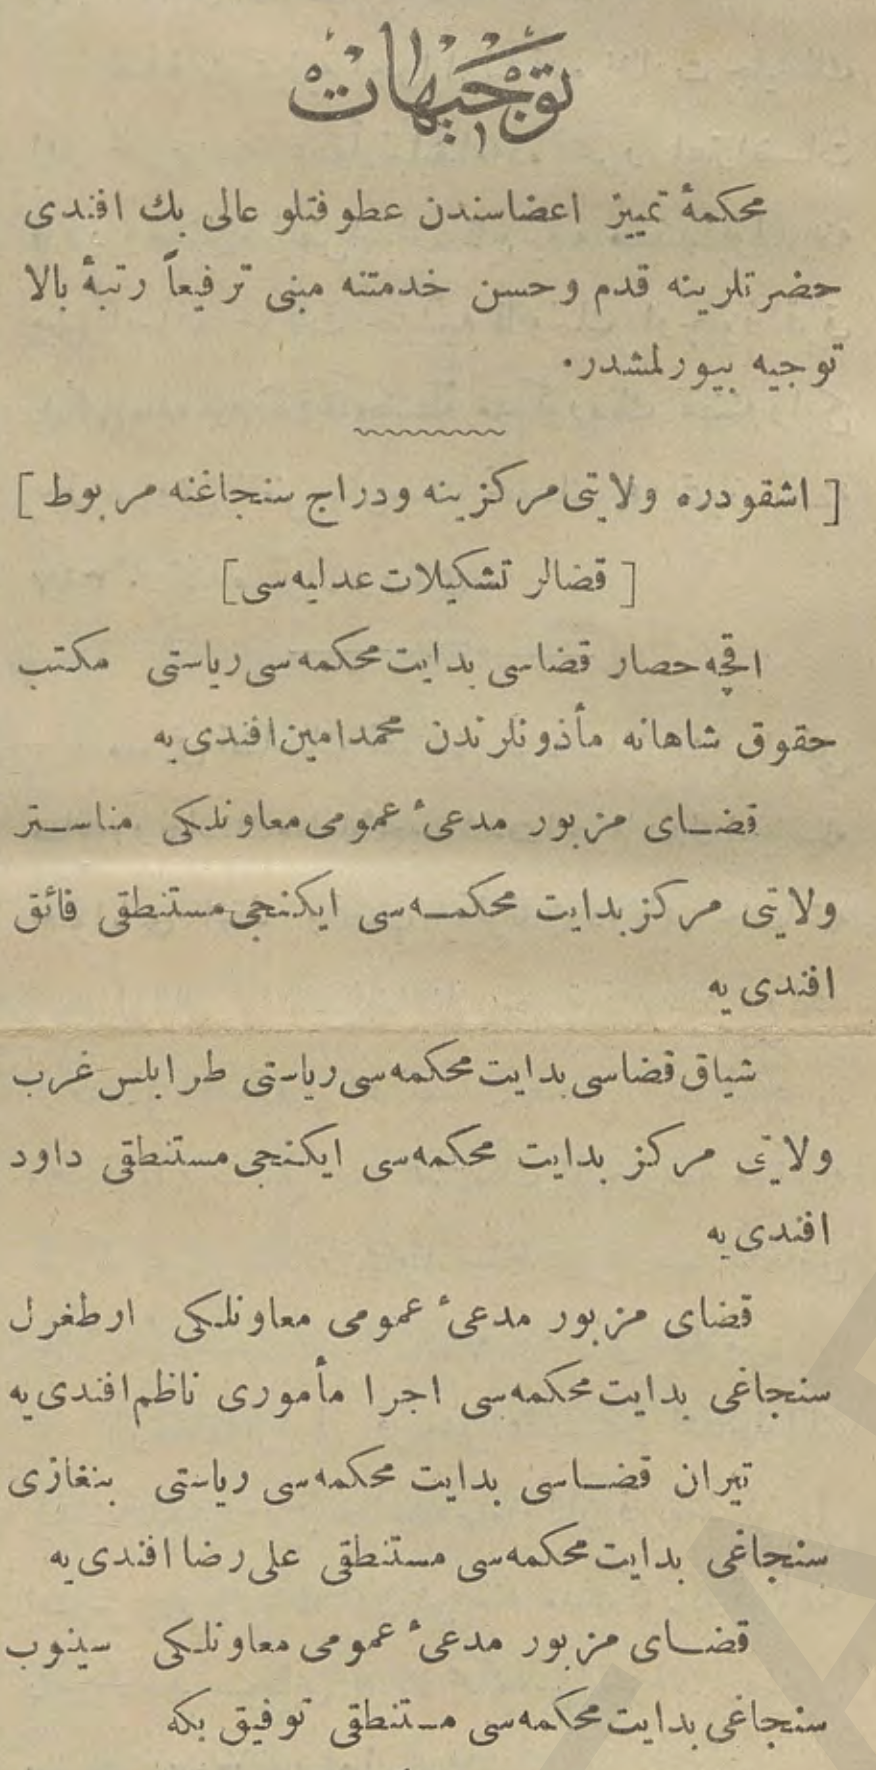 توجيهات
محكمهٔ تمييز اعضاسندن عطوفتلو عالى بك افندى
حضرتلرينه قدم وحسن خدمتنه مبنى ترفيعاً رتبهٔ بالا
توجيه بيورلمشدر.
[ اشقودره ولايتى مركزينه ودراج سنجاغنه مربوط ]
[ قضالر تشكيلات عدليه‌سى ]
اقچه‌حصار قضاسى بدايت محكمه‌سى رياستى مكتب
حقوق شاهانه مأذونلرندن محمدامين افندى‌يه
قضاى مزبور مدعىٔ عمومى معاونلكى مناستر
ولايتى مركز بدايت محكمه‌سى ايكنجى مستنطقى فائق
افندى‌يه
شياق قضاسى بدايت محكمه‌سى رياستى طرابلس غرب
ولايتى مركز بدايت محكمه‌سى ايكنجى مستنطقى داود
افندى‌يه
قضاى مزبور مدعىٔ عمومى معاونلكى ارطغرل
سنجاغى بدايت محكمه‌سى اجرا مأمورى ناظم افندى‌يه
تيران قضاسى بدايت محكمه‌سى رياستى بنغازى
سنجاغى بدايت محكمه‌سى مستنطقى على رضا افندى‌يه
قضاى مزبور مدعىٔ عمومى معاونلكى سينوب
سنجاغى بدايت محكمه‌سى مستنطقى توفيق بكه